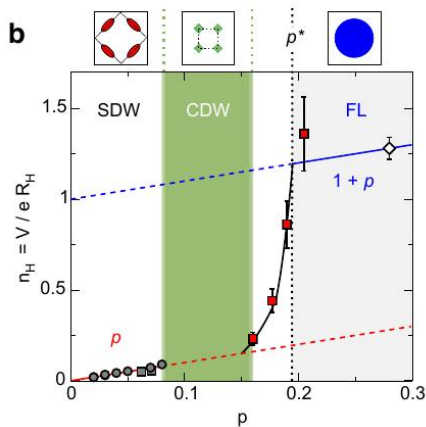 b
p*
SDW
CDW
FL
1.5
1
0.5
0
n_H = V / e R_H
1 + p
p
0
0.1
0.2
0.3
p